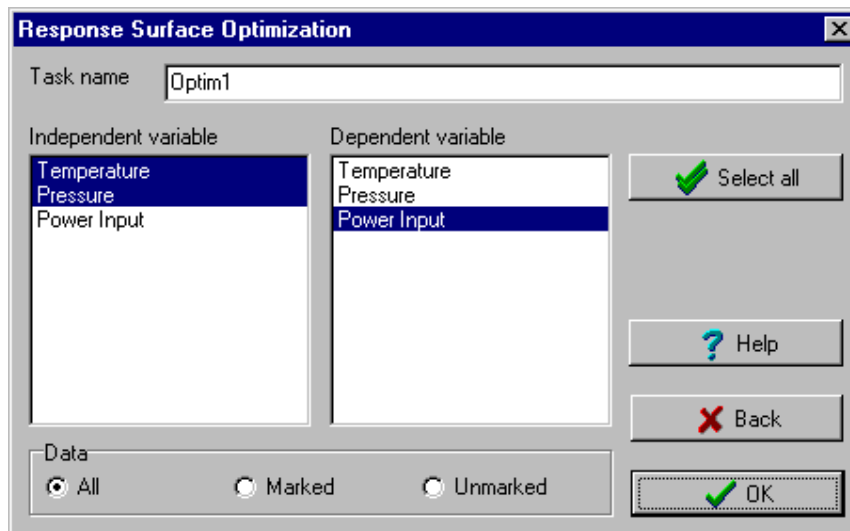 Response Surface Optimization
Task name
Optim1
Independent variable
Temperature
Pressure
Power Input
Dependent variable
Temperature
Pressure
Power Input
Select all
Help
Back
OK
Data
All
Marked
Unmarked